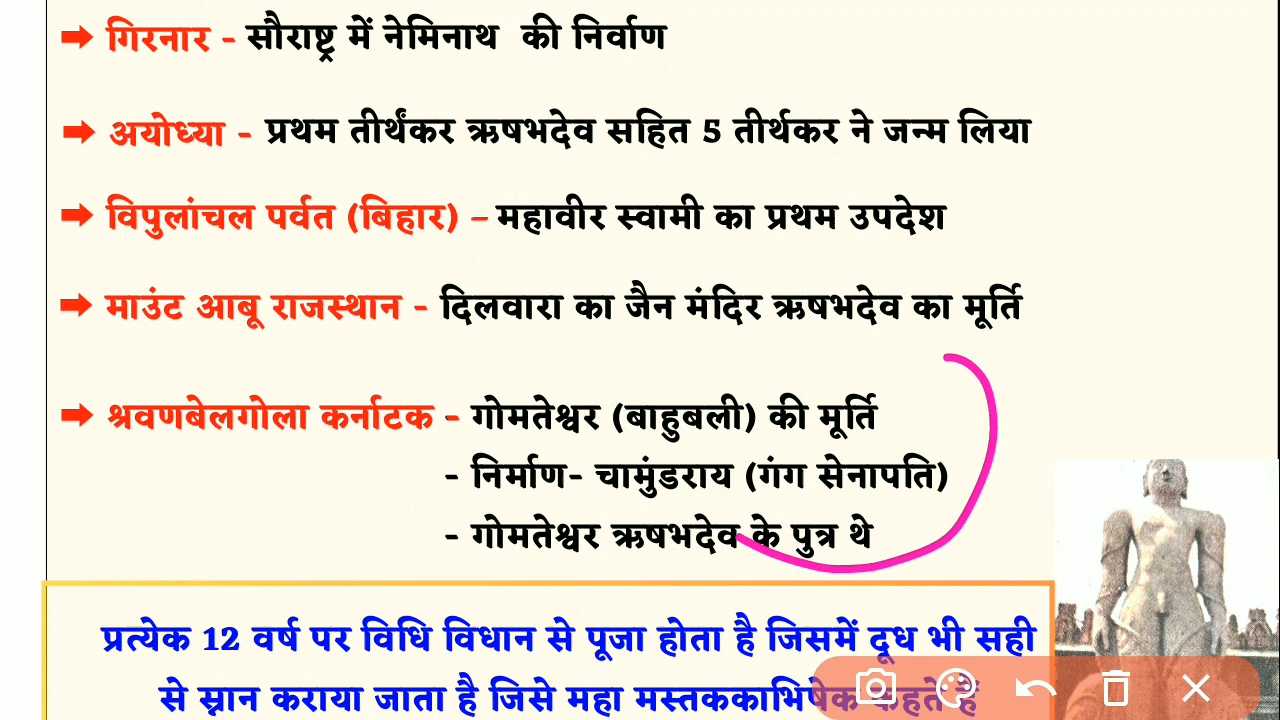 ➡ गिरनार - सौराष्ट्र में नेमिनाथ की निर्वाण
➡ अयोध्या - प्रथम तीर्थंकर ऋषभदेव सहित 5 तीर्थकर ने जन्म लिया
➡ विपुलांचल पर्वत (बिहार) – महावीर स्वामी का प्रथम उपदेश
➡ माउंट आबू राजस्थान - दिलवारा का जैन मंदिर ऋषभदेव का मूर्ति
➡ श्रवणबेलगोला कर्नाटक - गोमतेश्वर (बाहुबली) की मूर्ति
- निर्माण- चामुंडराय (गंग सेनापति)
- गोमतेश्वर ऋषभदेव के पुत्र थे
प्रत्येक 12 वर्ष पर विधि विधान से पूजा होता है जिसमें दूध भी सही
से स्नान कराया जाता है जिसे महा मस्तककाभिषेक कहते हैं